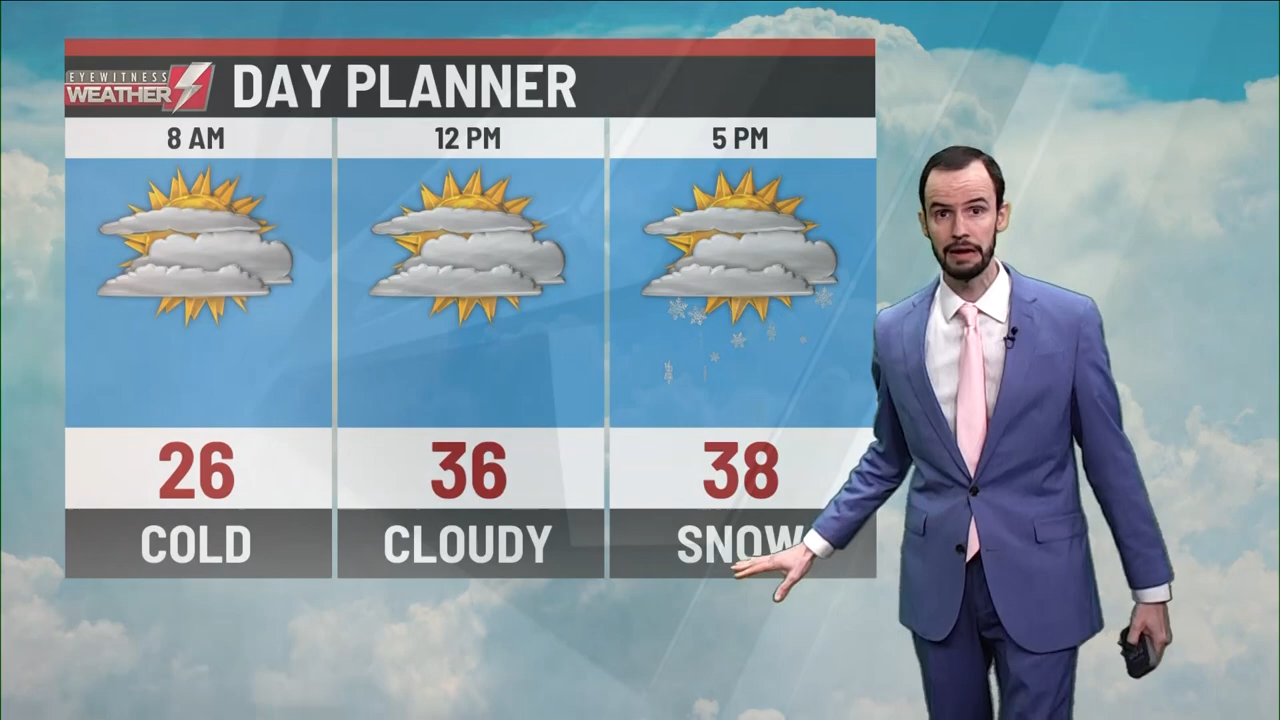 EYEWITNESS
WEATHER
DAY PLANNER
8 AM
12 PM
5 PM
26
36
38
COLD
CLOUDY
SNOW